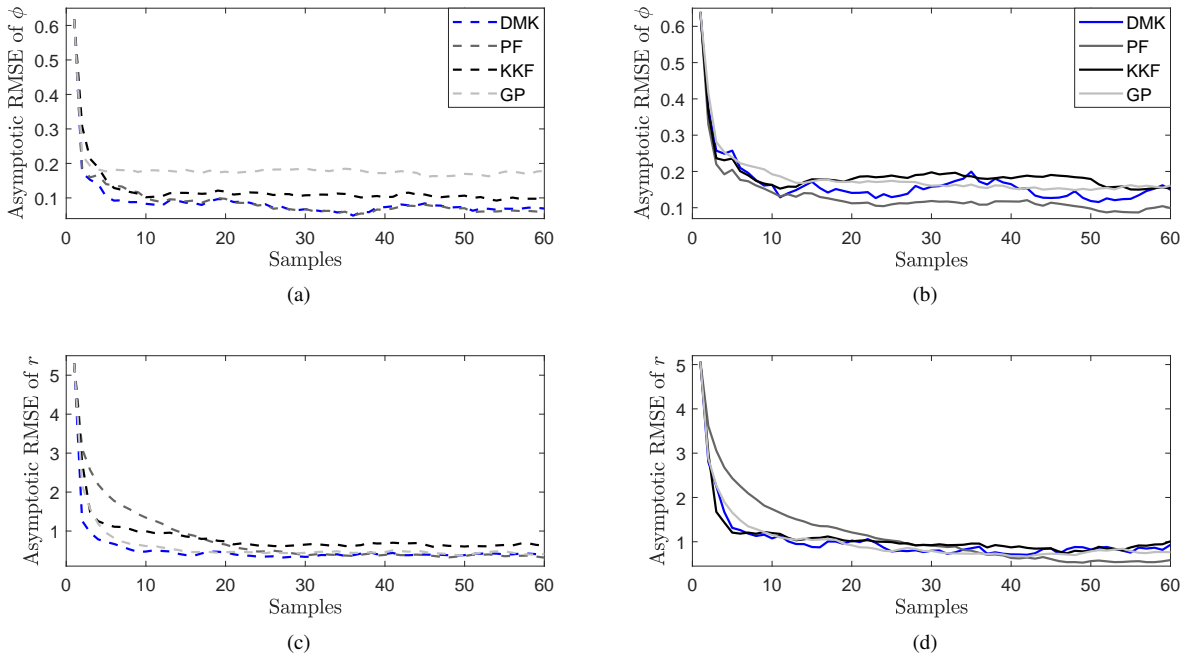 Asymptotic RMSE of ϕ
0.6
0.5
0.4
0.3
0.2
0.1
0 10 20 30 40 50 60
Samples
DMK
PF
KKF
GP
(a)
Asymptotic RMSE of ϕ
0.6
0.5
0.4
0.3
0.2
0.1
0 10 20 30 40 50 60
Samples
DMK
PF
KKF
GP
(b)
Asymptotic RMSE of r
5
4
3
2
1
0 10 20 30 40 50 60
Samples
(c)
Asymptotic RMSE of r
5
4
3
2
1
0 10 20 30 40 50 60
Samples
(d)